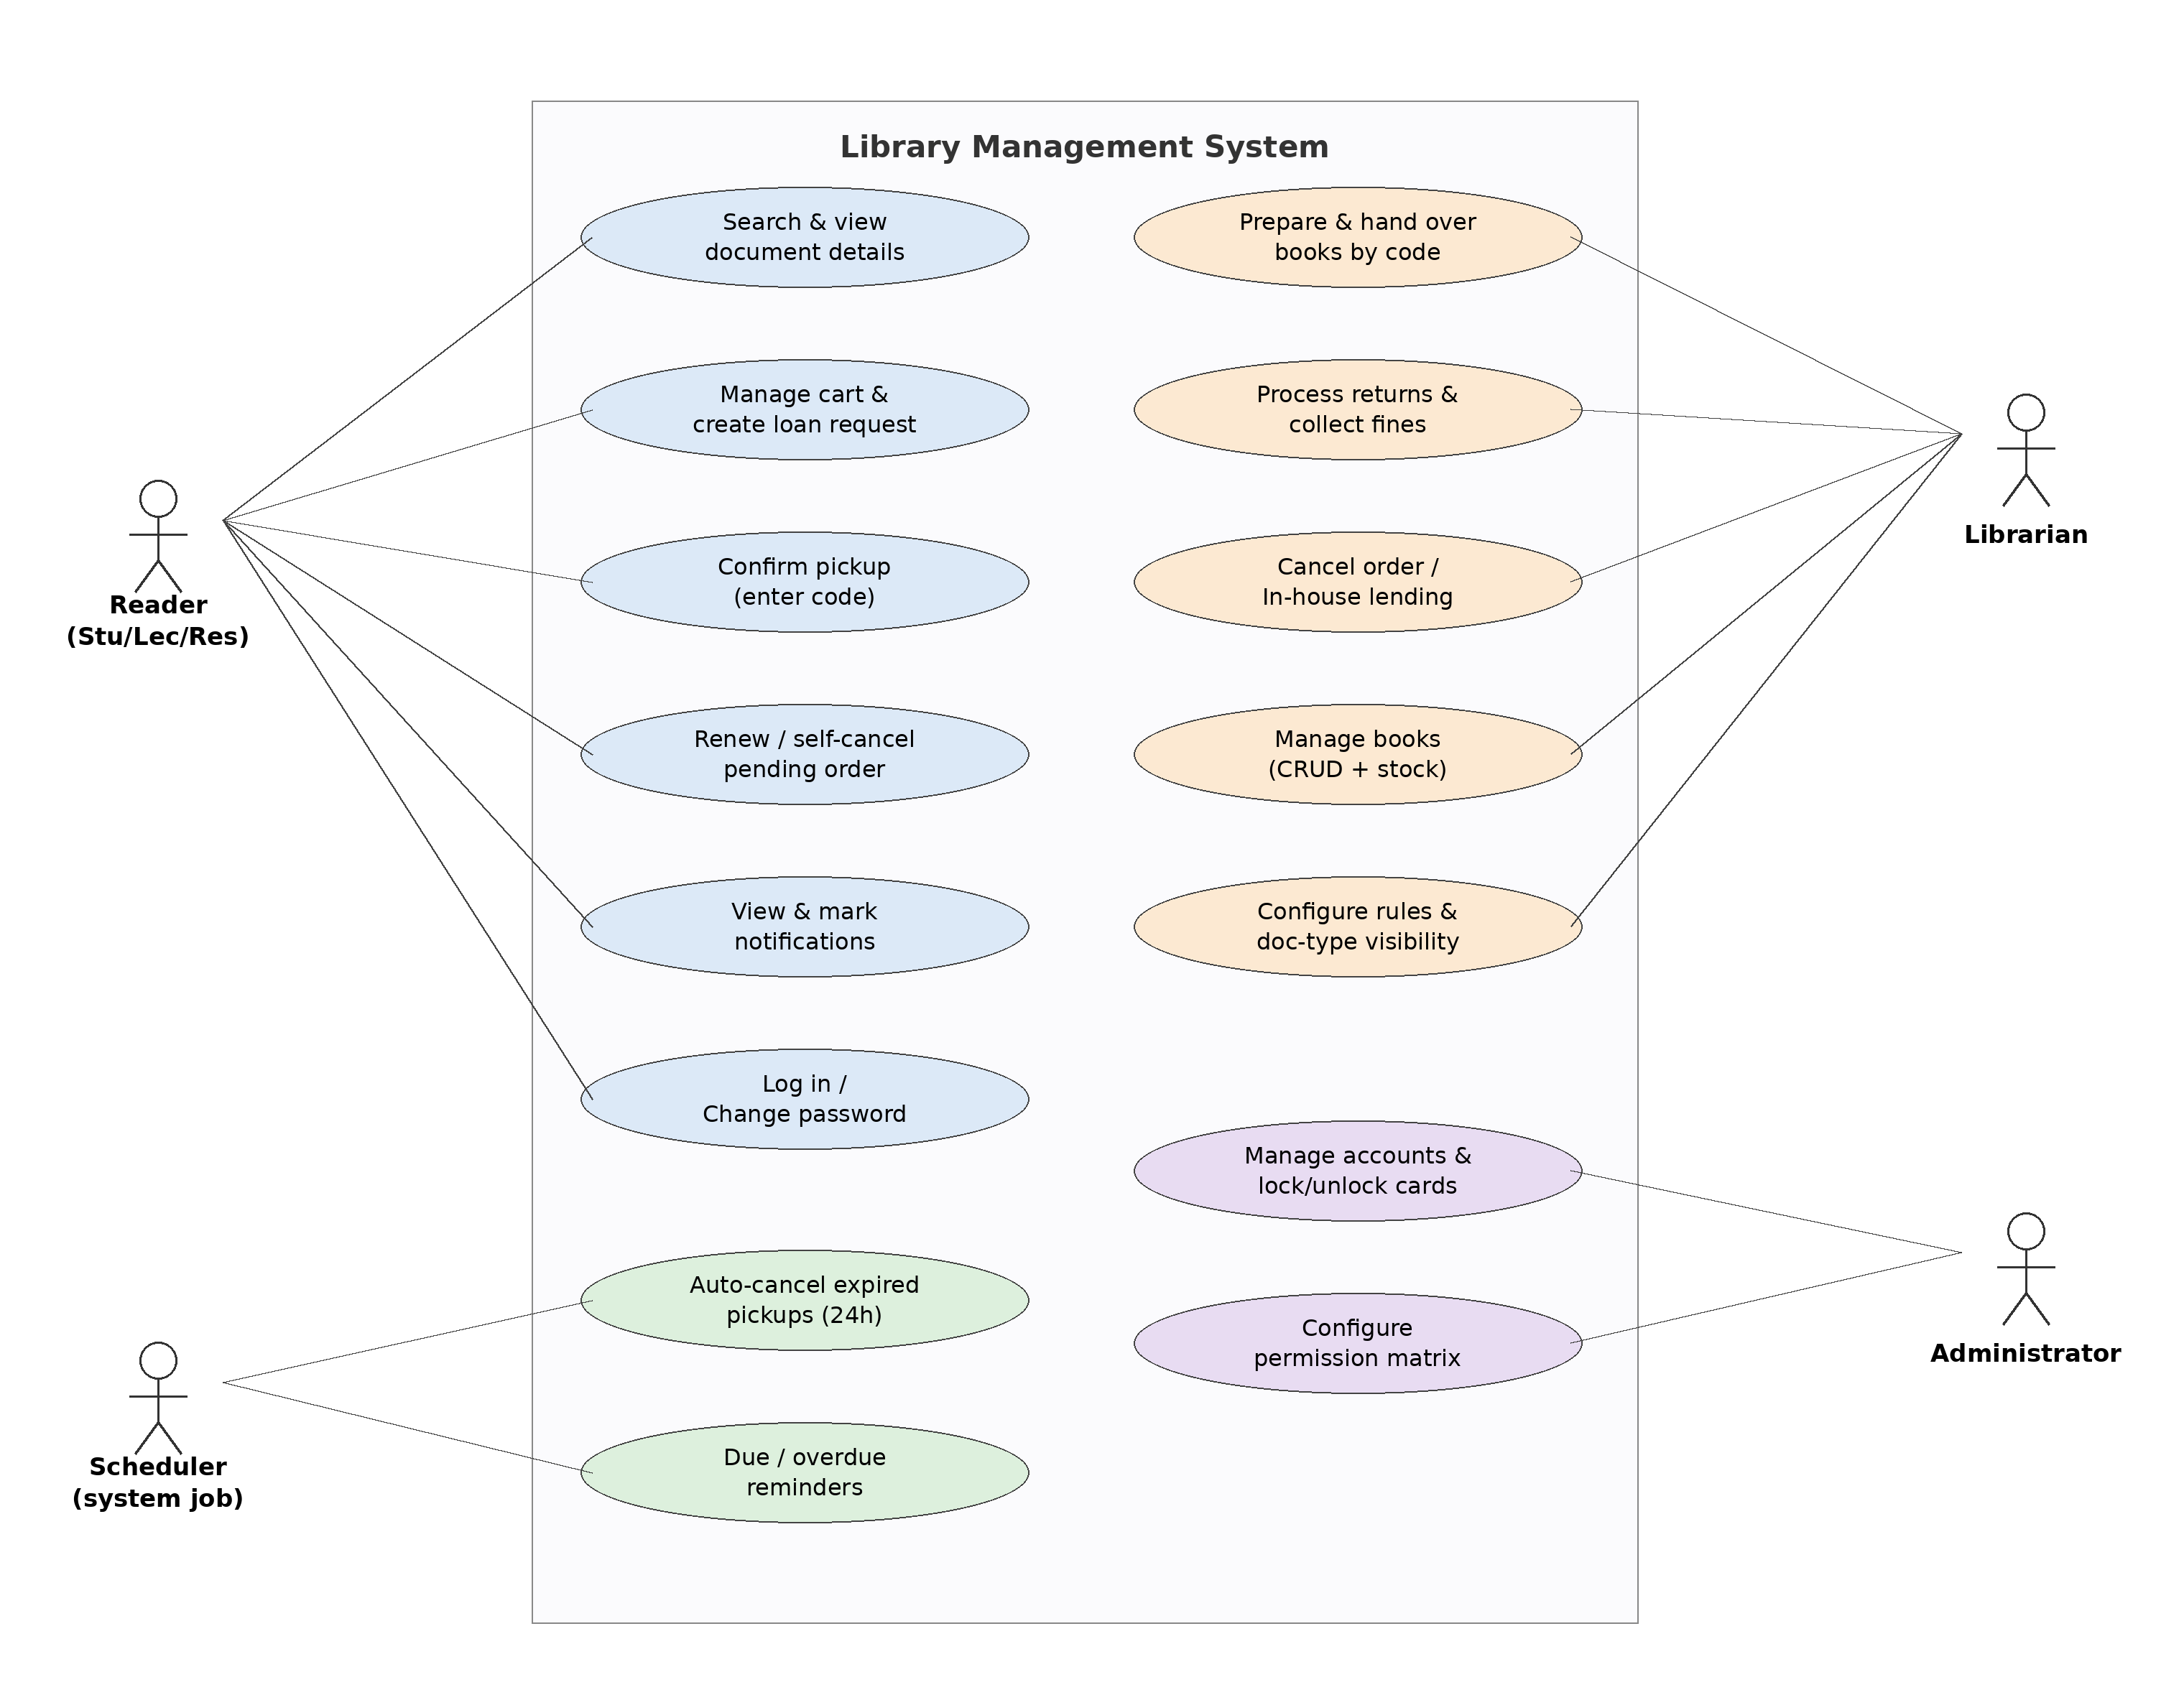 Library Management System
Search & view
document details
Manage cart &
create loan request
Confirm pickup
(enter code)
Renew / self-cancel
pending order
View & mark
notifications
Log in /
Change password
Auto-cancel expired
pickups (24h)
Due / overdue
reminders
Prepare & hand over
books by code
Process returns &
collect fines
Cancel order /
In-house lending
Manage books
(CRUD + stock)
Configure rules &
doc-type visibility
Manage accounts &
lock/unlock cards
Configure
permission matrix
Reader
(Stu/Lec/Res)
Scheduler
(system job)
Librarian
Administrator